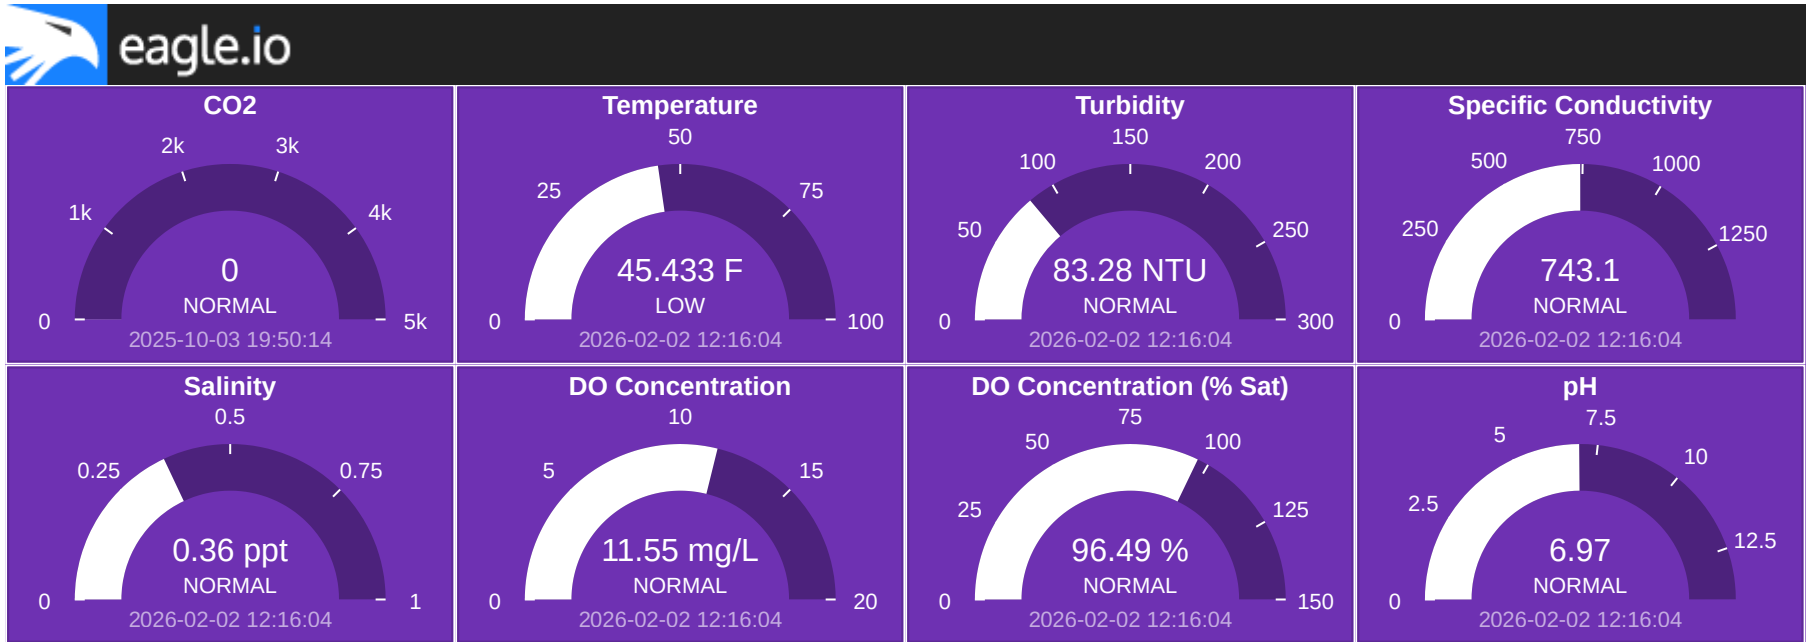 eagle.io
CO2
0
1k
2k
3k
4k
5k
0
NORMAL
2025-10-03 19:50:14
Temperature
0
25
50
75
100
45.433 F
LOW
2026-02-02 12:16:04
Turbidity
0
50
100
150
200
250
300
83.28 NTU
NORMAL
2026-02-02 12:16:04
Specific Conductivity
0
250
500
750
1000
1250
743.1
NORMAL
2026-02-02 12:16:04
Salinity
0
0.25
0.5
0.75
1
0.36 ppt
NORMAL
2026-02-02 12:16:04
DO Concentration
0
5
10
15
20
11.55 mg/L
NORMAL
2026-02-02 12:16:04
DO Concentration (% Sat)
0
25
50
75
100
125
150
96.49 %
NORMAL
2026-02-02 12:16:04
pH
0
2.5
5
7.5
10
12.5
6.97
NORMAL
2026-02-02 12:16:04